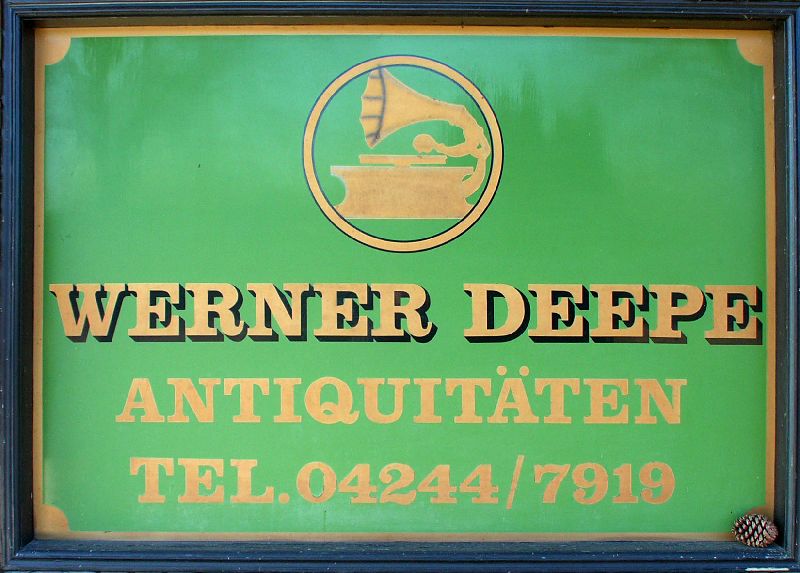 WERNER DEEPE
ANTIQUITÄTEN
TEL. 04244/7919